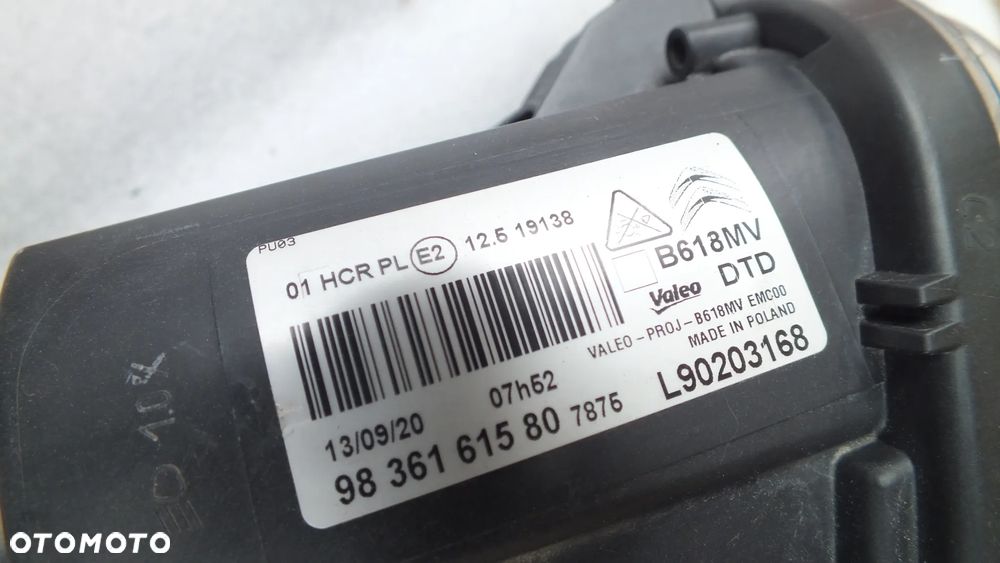 PU03
01 HCR PL E2 12.5 19138
B618MV
DTD
Valeo
VALEO-PROJ-B618MV EMC00
MADE IN POLAND
13/09/20 07h52
98 361 615 80 7875 L90203168
OTOMOTO